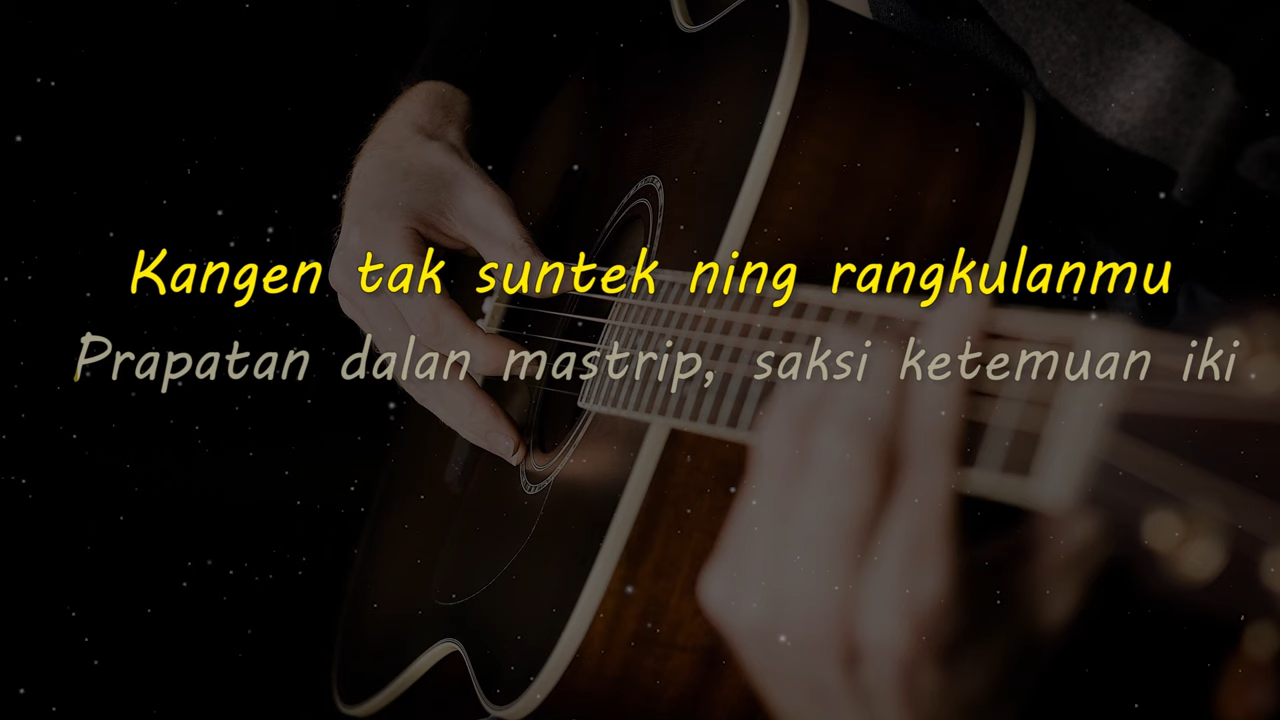 Kangen tak suntek ning rangkulanmu
Prapatan dalan mastrip, saksi ketemuan iki